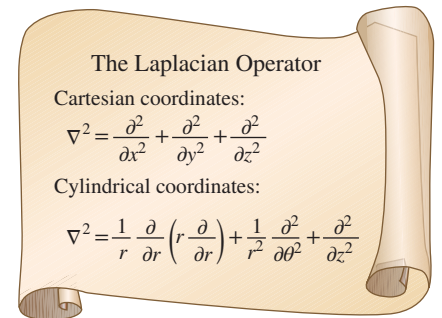 The Laplacian Operator
Cartesian coordinates:
∇² = ∂²/∂x² + ∂²/∂y² + ∂²/∂z²
Cylindrical coordinates:
∇² = 1/r ∂/∂r (r ∂/∂r) + 1/r² ∂²/∂θ² + ∂²/∂z²